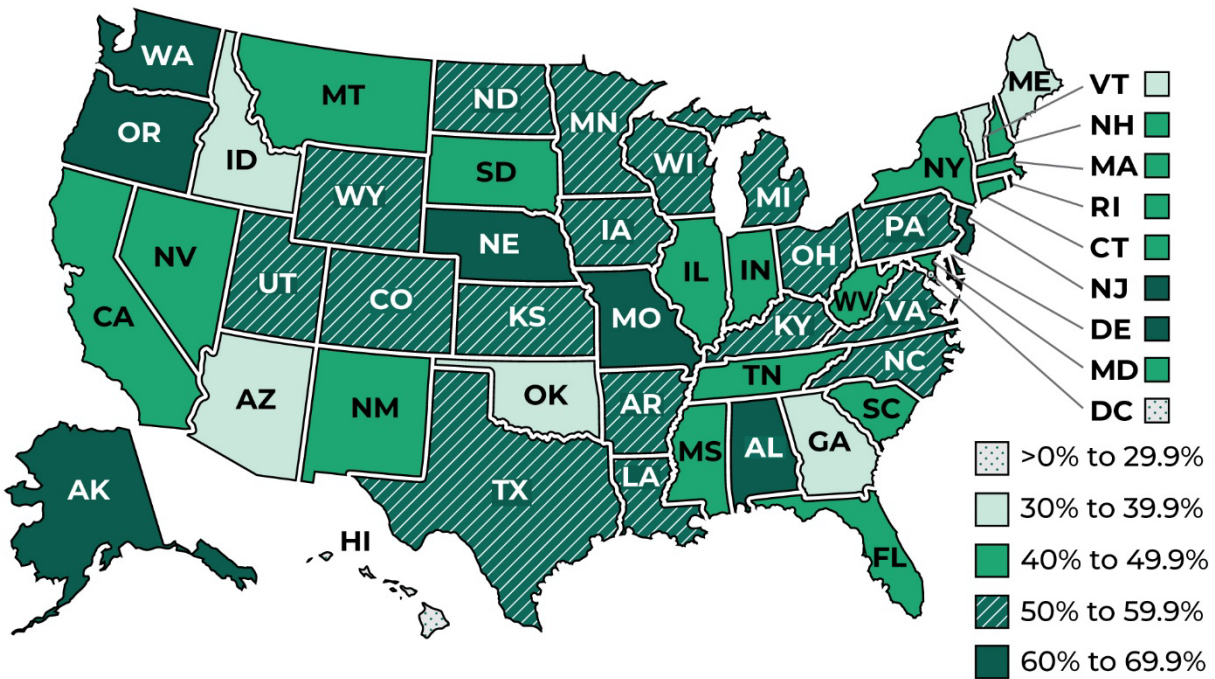 WA
MT
ND
MN
ME
VT
OR
ID
WY
SD
WI
MI
NY
NH
MA
RI
NE
IA
PA
CT
NV
UT
CO
IL
IN
OH
NJ
CA
KS
MO
KY
WV
VA
DE
AZ
NM
OK
AR
TN
NC
MD
SC
DC
MS
AL
GA
AK
TX
LA
HI
FL
>0% to 29.9%
30% to 39.9%
40% to 49.9%
50% to 59.9%
60% to 69.9%